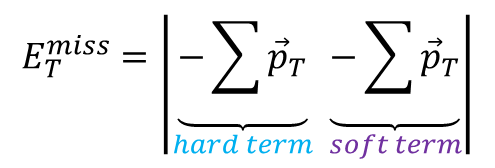 E_T^{miss} = | −∑ p⃗_T −∑ p⃗_T |
hard term soft term